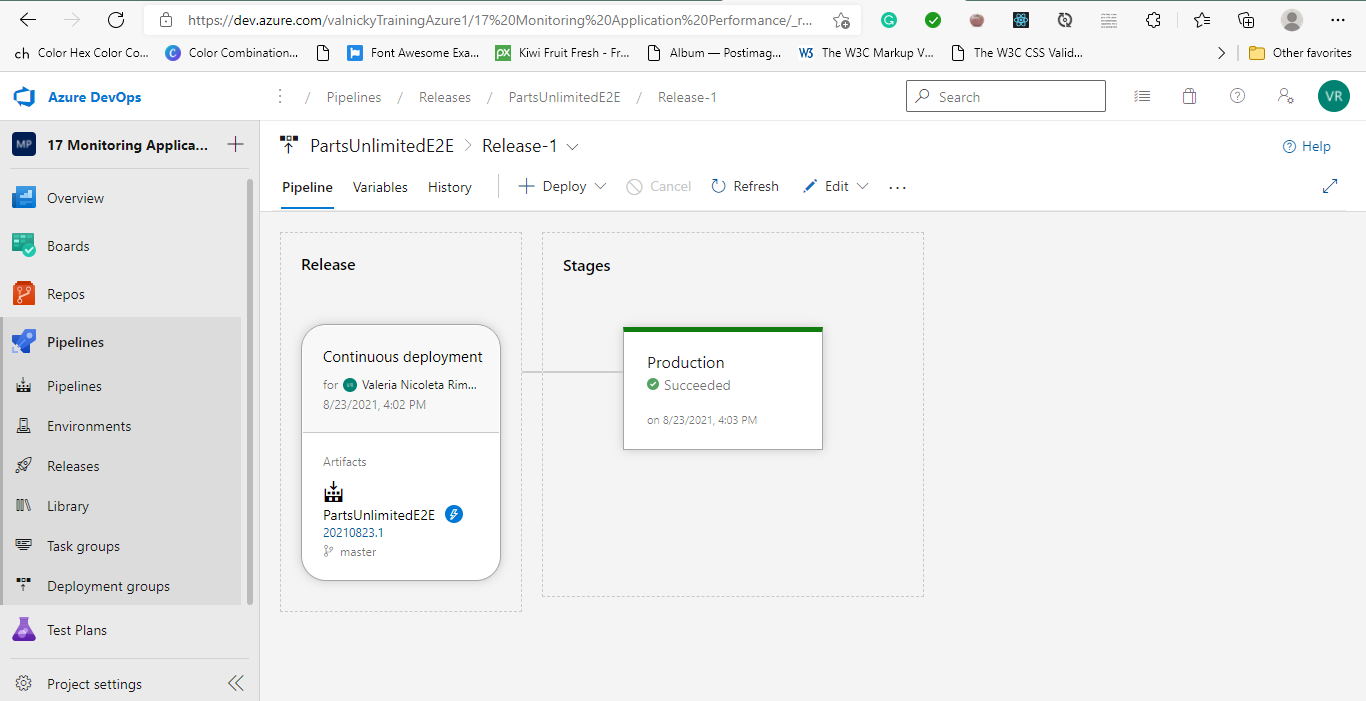 https://dev.azure.com/valnickyTrainingAzure1/17%20Monitoring%20Application%20Performance/_r...
ch Color Hex Color Co...
C Color Combination...
Font Awesome Exa...
px Kiwi Fruit Fresh - Fr...
Album — Postimag...
W3 The W3C Markup V...
The W3C CSS Valid...
Other favorites
Azure DevOps
/ Pipelines / Releases / PartsUnlimitedE2E / Release-1
Search
VR
MP 17 Monitoring Applica...
PartsUnlimitedE2E > Release-1
Help
Pipeline Variables History
Deploy Cancel Refresh Edit ...
Overview
Boards
Repos
Pipelines
Pipelines
Environments
Releases
Library
Task groups
Deployment groups
Test Plans
Project settings
Release
Continuous deployment
for VR Valeria Nicoleta Rim...
8/23/2021, 4:02 PM
Artifacts
PartsUnlimitedE2E
20210823.1
master
Stages
Production
Succeeded
on 8/23/2021, 4:03 PM